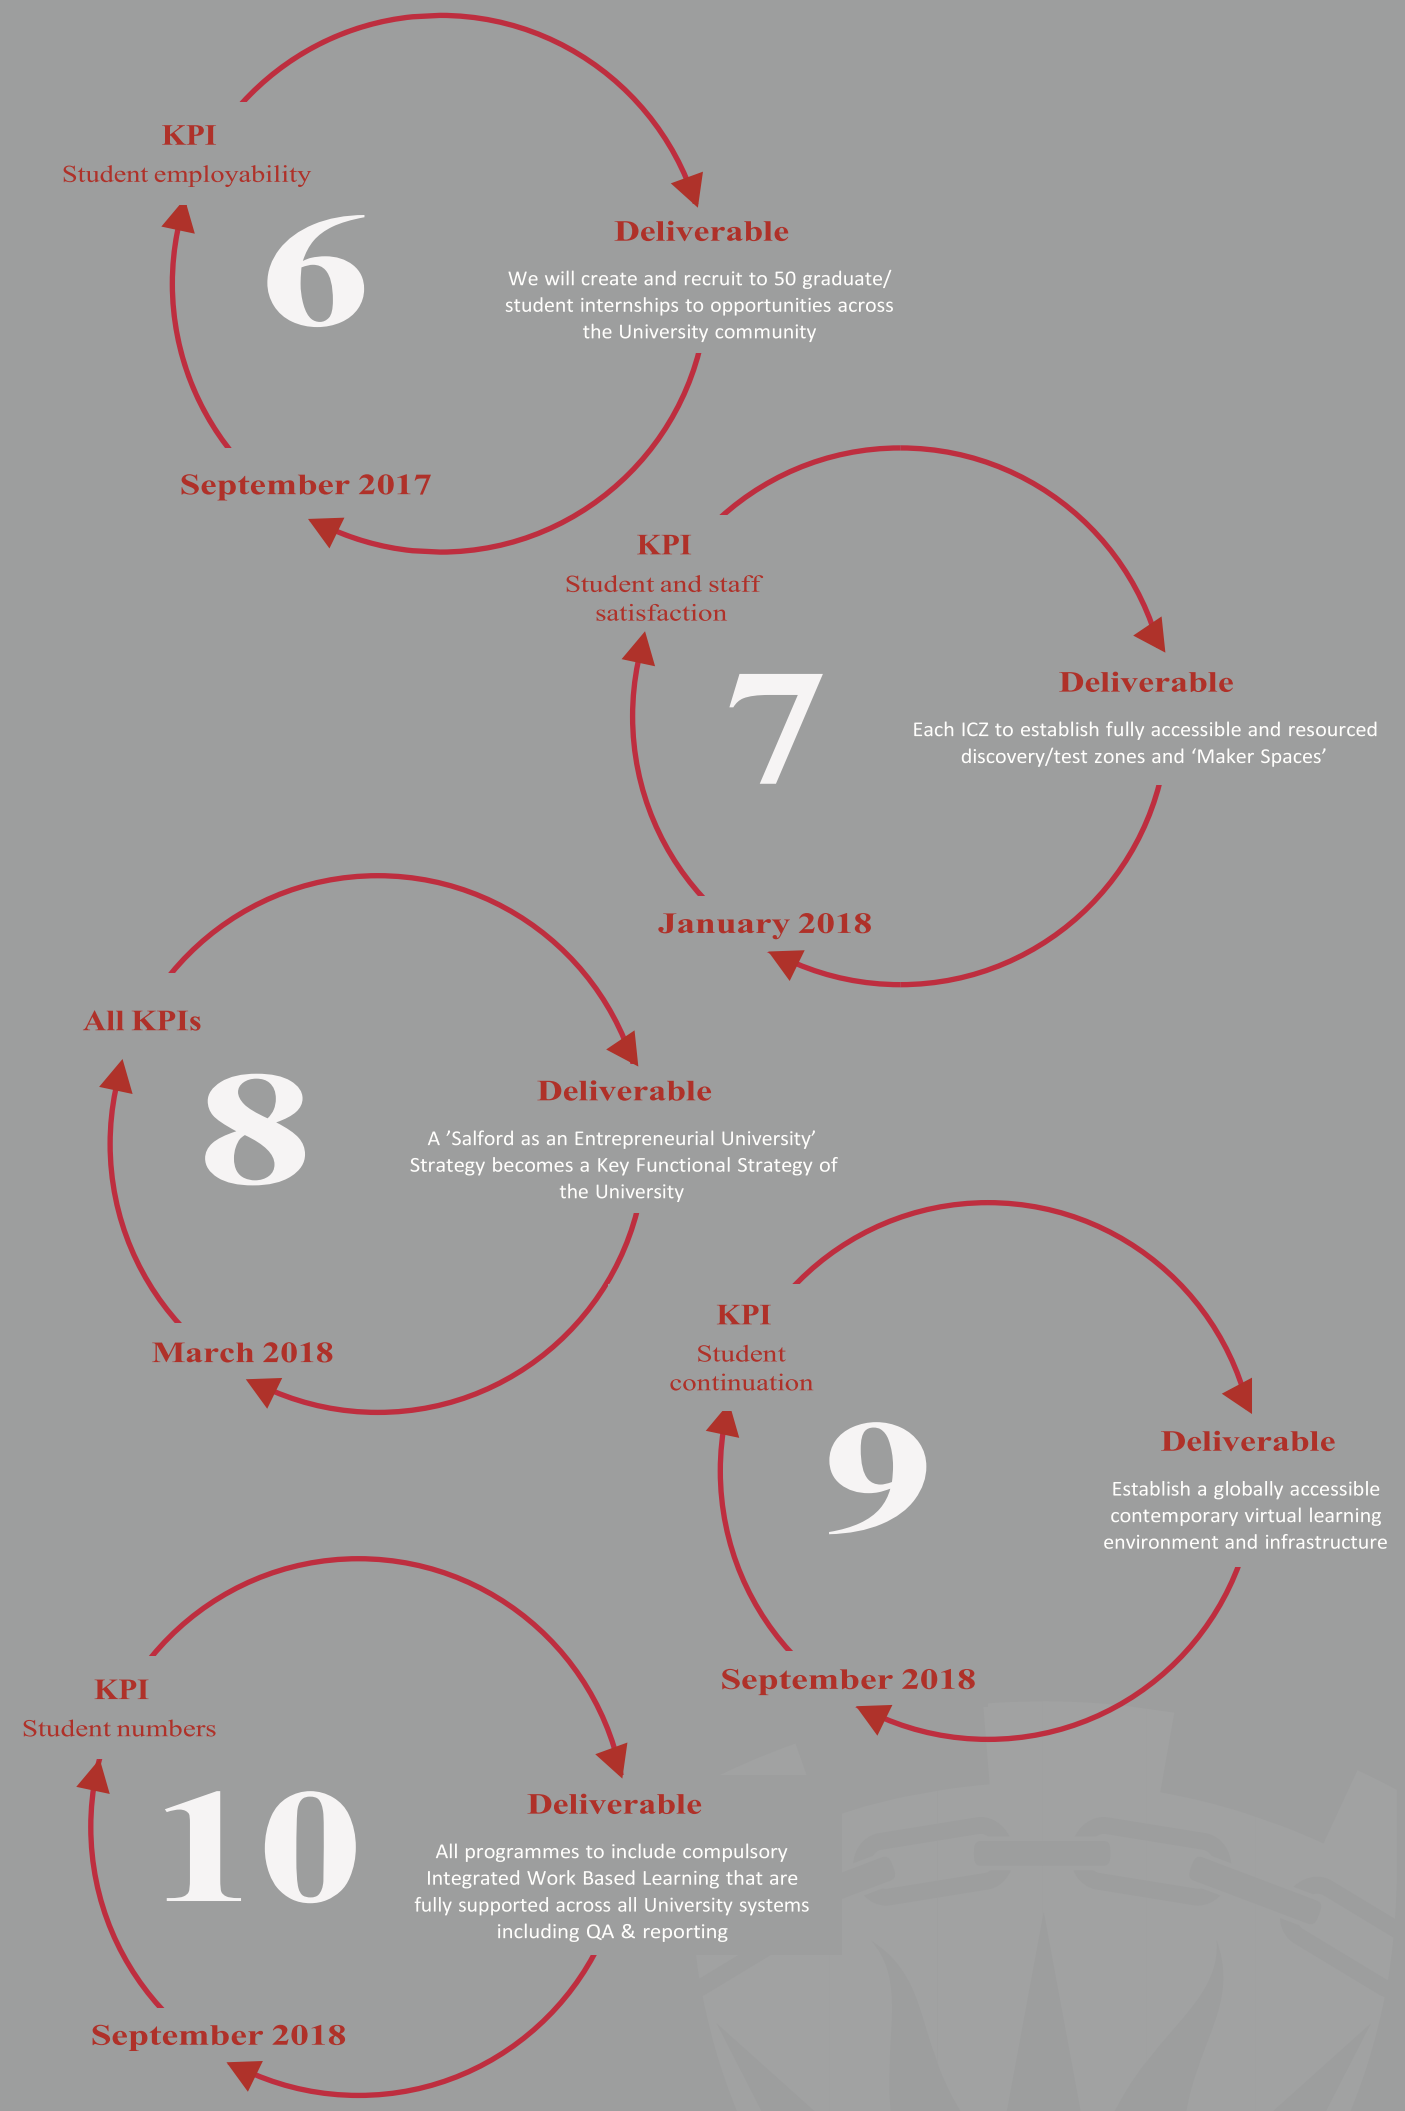 KPI
Student employability
6
Deliverable
We will create and recruit to 50 graduate/
student internships to opportunities across
the University community
September 2017
KPI
Student and staff
satisfaction
7
Deliverable
Each ICZ to establish fully accessible and resourced
discovery/test zones and ‘Maker Spaces’
January 2018
All KPIs
8
Deliverable
A ’Salford as an Entrepreneurial University’
Strategy becomes a Key Functional Strategy of
the University
March 2018
KPI
Student
continuation
9
Deliverable
Establish a globally accessible
contemporary virtual learning
environment and infrastructure
September 2018
KPI
Student numbers
10
Deliverable
All programmes to include compulsory
Integrated Work Based Learning that are
fully supported across all University systems
including QA & reporting
September 2018